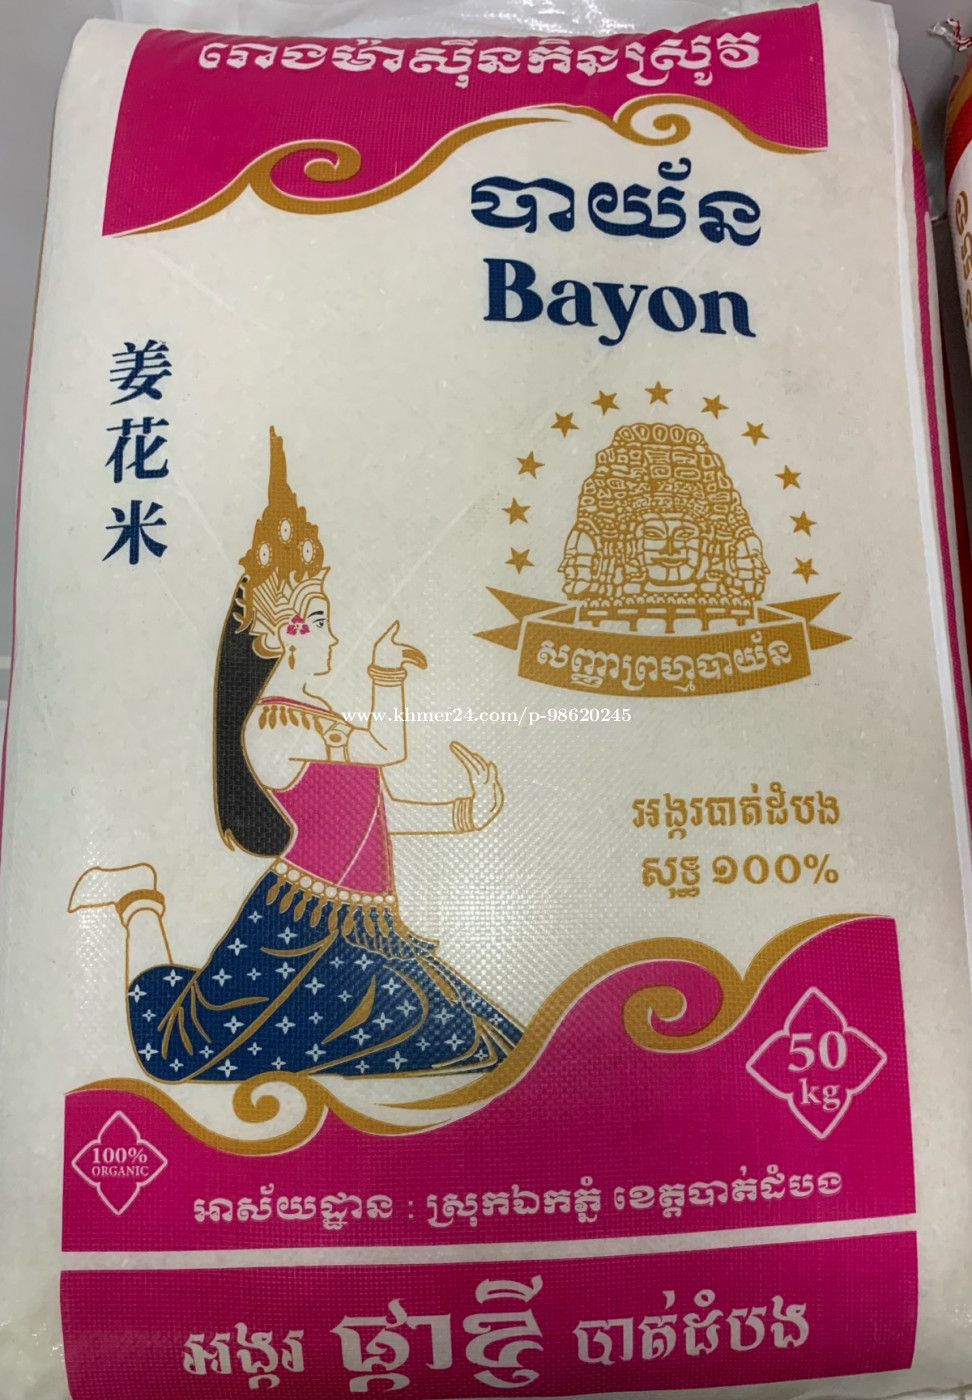 រោងម៉ាស៊ីនកិនស្រូវ
បាយ័ន
Bayon
姜花米
សញ្ញាព្រហ្មបាយ័ន
www.khmer24.com/p-98620245
អង្ករបាត់ដំបង
សុទ្ធ ១០០%
50
kg
100%
ORGANIC
អាស័យដ្ឋាន : ស្រុកឯកភ្នំ ខេត្តបាត់ដំបង
អង្ករ ផ្កាខ្ញី បាត់ដំបង